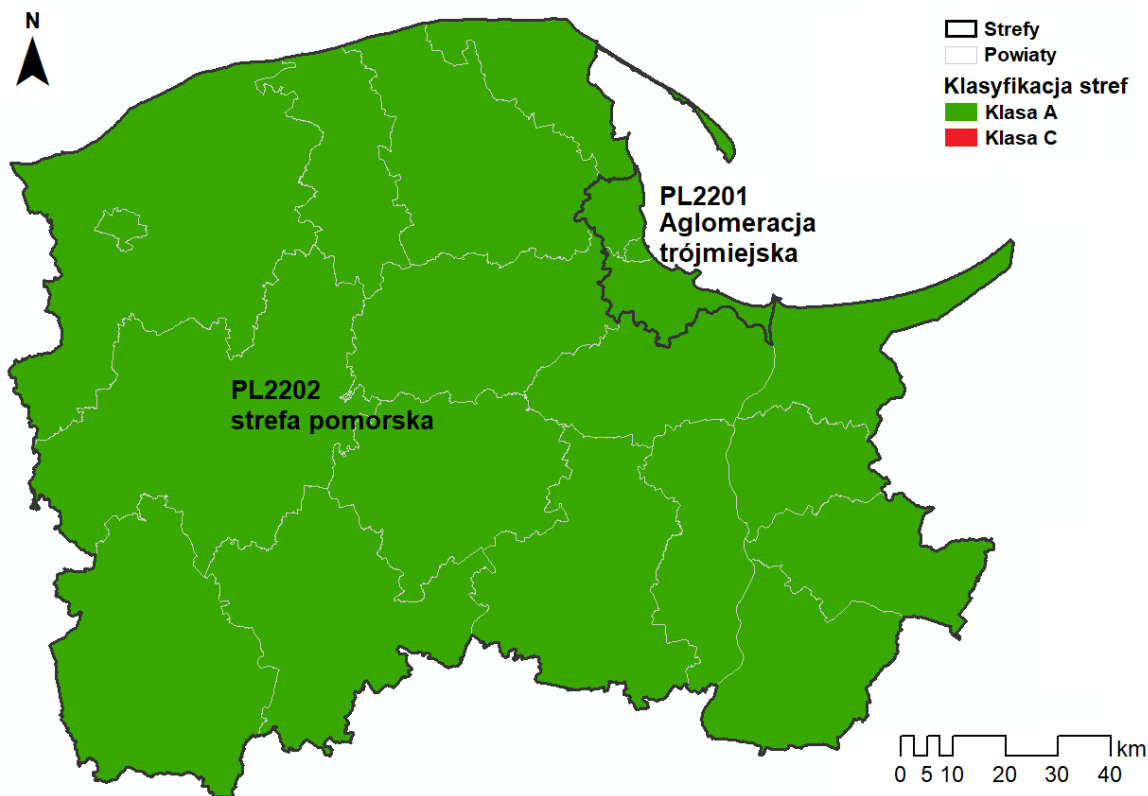 N
Strefy
Powiaty
Klasyfikacja stref
Klasa A
Klasa C
PL2201
Aglomeracja
trójmiejska
PL2202
strefa pomorska
km
0 5 10 20 30 40